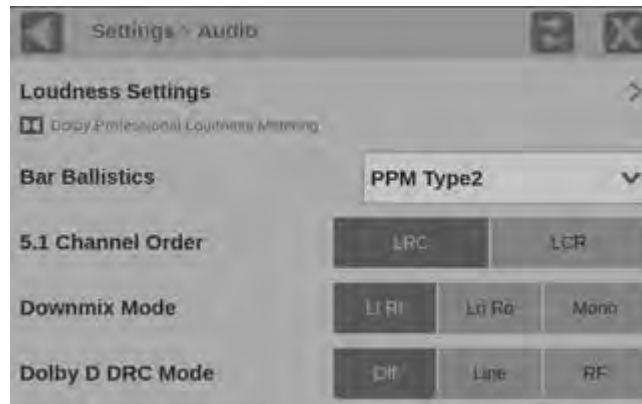 Settings > Audio
Loudness Settings
Dolby Professional Loudness Metering
Bar Ballistics
PPM Type2
5.1 Channel Order
LRC
LCR
Downmix Mode
Lt Rt
Lo Ro
Mono
Dolby D DRC Mode
Off
Line
RF